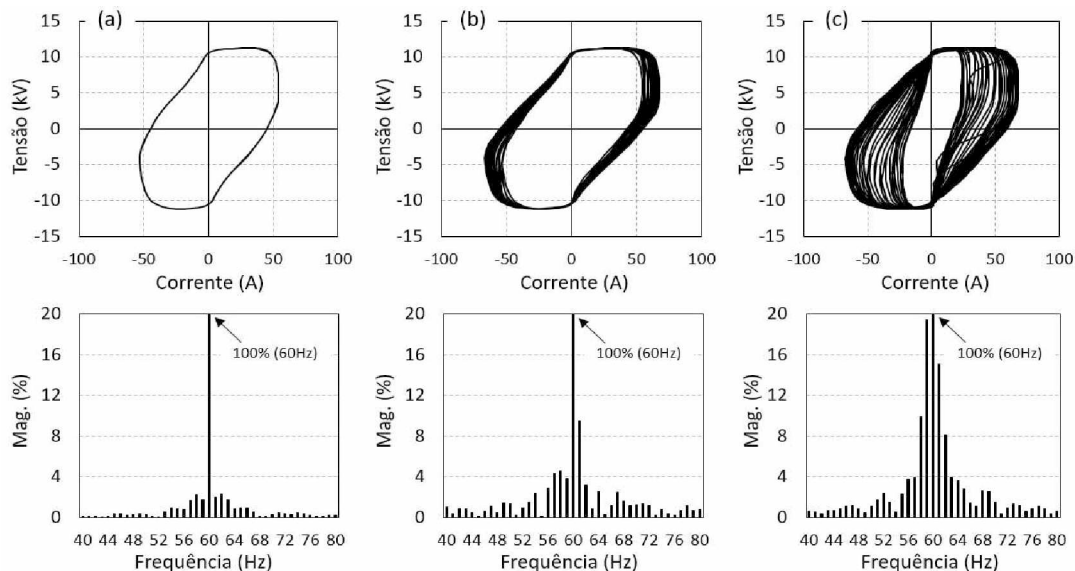 (a)
15
10
5
0
-5
-10
-15
Tensão (kV)
-100 -50 0 50 100
Corrente (A)
(b)
15
10
5
0
-5
-10
-15
Tensão (kV)
-100 -50 0 50 100
Corrente (A)
(c)
15
10
5
0
-5
-10
-15
Tensão (kV)
-100 -50 0 50 100
Corrente (A)
20
16
12
8
4
0
Mag. (%)
100% (60Hz)
40 44 48 52 56 60 64 68 72 76 80
Frequência (Hz)
20
16
12
8
4
0
Mag. (%)
100% (60Hz)
40 44 48 52 56 60 64 68 72 76 80
Frequência (Hz)
20
16
12
8
4
0
Mag. (%)
100% (60Hz)
40 44 48 52 56 60 64 68 72 76 80
Frequência (Hz)